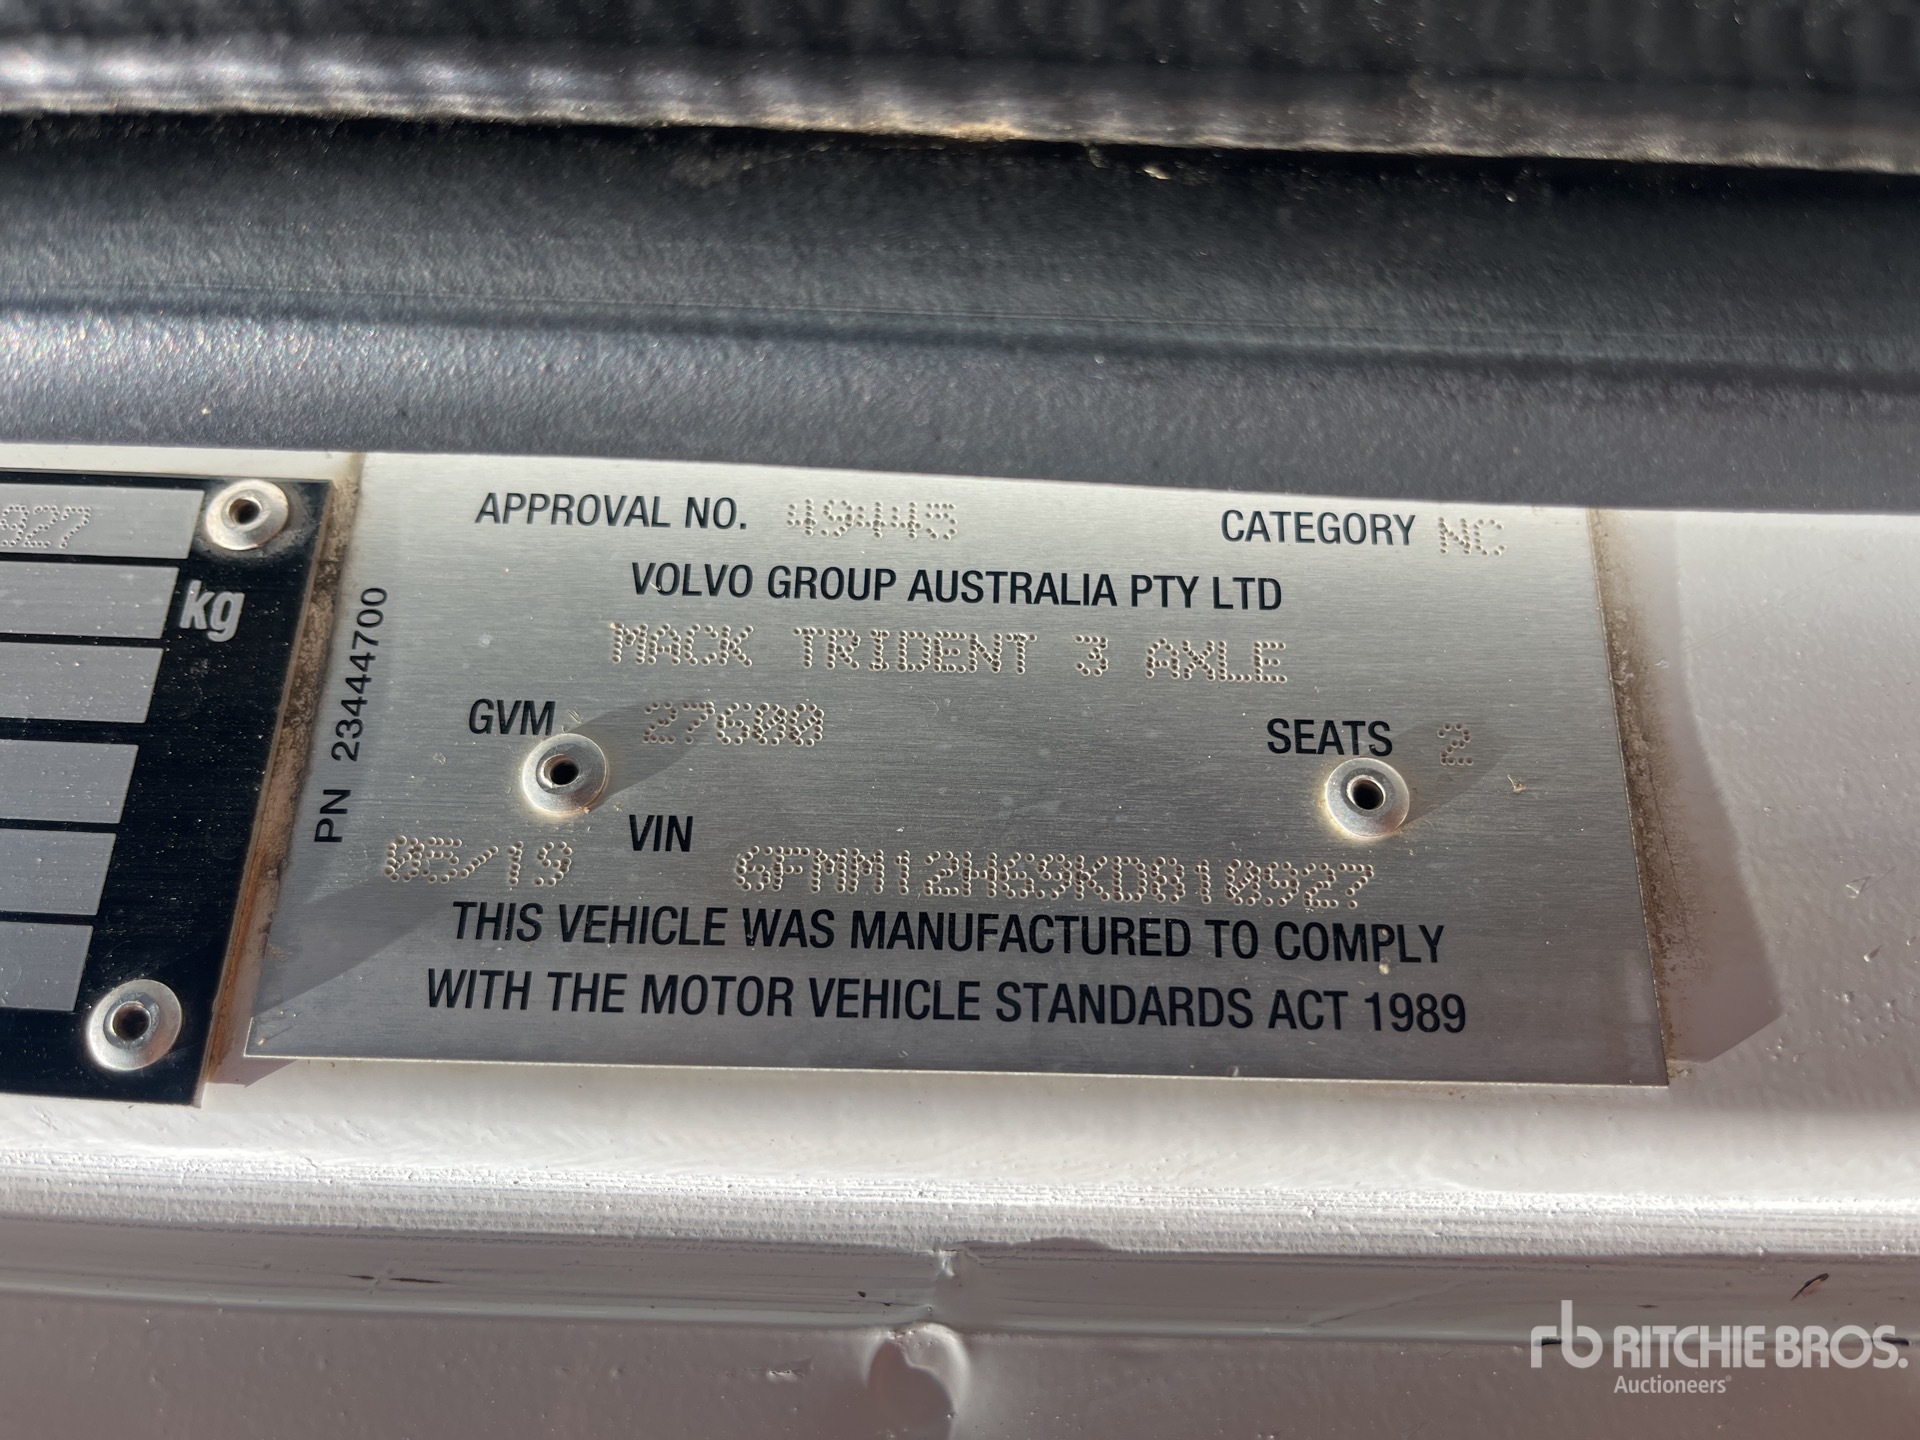 927
kg
PN 23444700
APPROVAL NO. 49445 CATEGORY NC
VOLVO GROUP AUSTRALIA PTY LTD
MACK TRIDENT 3 AXLE
GVM 27600 SEATS 2
05/19 VIN 6FMM12H69KD810927
THIS VEHICLE WAS MANUFACTURED TO COMPLY
WITH THE MOTOR VEHICLE STANDARDS ACT 1989
rb RITCHIE BROS.
Auctioneers